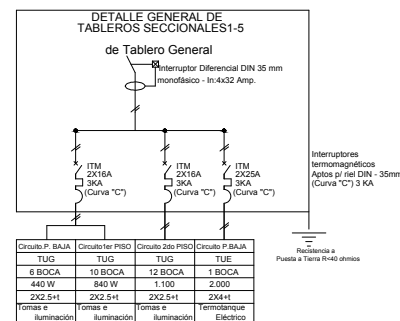 DETALLE GENERAL DE
TABLEROS SECCIONALES1-5
de Tablero General
Interruptor Diferencial DIN 35 mm
monofásico - In:4x32 Amp.
ITM
2X16A
3KA
(Curva "C")
ITM
2X16A
3KA
(Curva "C")
ITM
2X25A
3KA
(Curva "C")
Interruptores
termomagnéticos
Aptos p/ riel DIN - 35mm
(Curva "C") 3 KA
Recistencia a
Puesta a Tierra R<40 ohmios
Circuito.P. BAJA Circuito1er PISO Circuito 2do PISO Circuito P.BAJA
TUG TUG TUG TUE
6 BOCA 10 BOCA 12 BOCA 1 BOCA
440 W 840 W 1.100 2.000
2X2.5+t 2X2.5+t 2X2.5+t 2X4+t
Tomas e Tomas e Tomas e Termotanque
iluminación iluminación iluminación Eléctrico